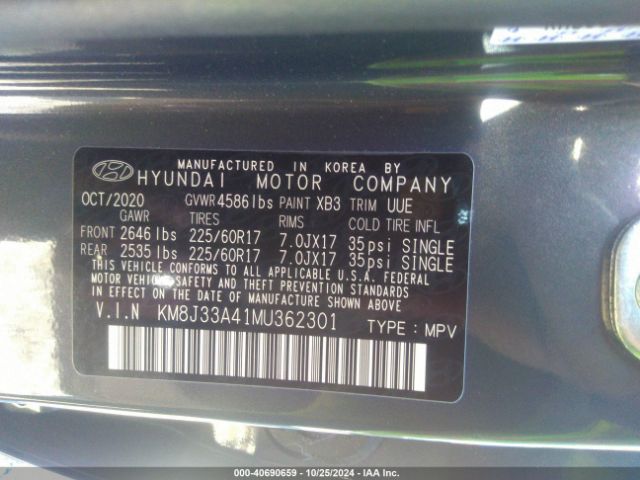 MANUFACTURED IN KOREA BY
HYUNDAI MOTOR COMPANY
OCT/2020 GVWR 4586lbs PAINT XB3 TRIM UUE
GAWR TIRES RIMS COLD TIRE INFL
FRONT 2646 lbs 225/60R17 7.0JX17 35psi SINGLE
REAR 2535 lbs 225/60R17 7.0JX17 35psi SINGLE
THIS VEHICLE CONFORMS TO ALL APPLICABLE U.S.A. FEDERAL
MOTOR VEHICLE SAFETY AND THEFT PREVENTION STANDARDS
IN EFFECT ON THE DATE OF MANUFACTURE SHOWN ABOVE.
V.I.N KM8J33A41MU362301 TYPE : MPV
000-40690659 - 10/25/2024 - IAA Inc.